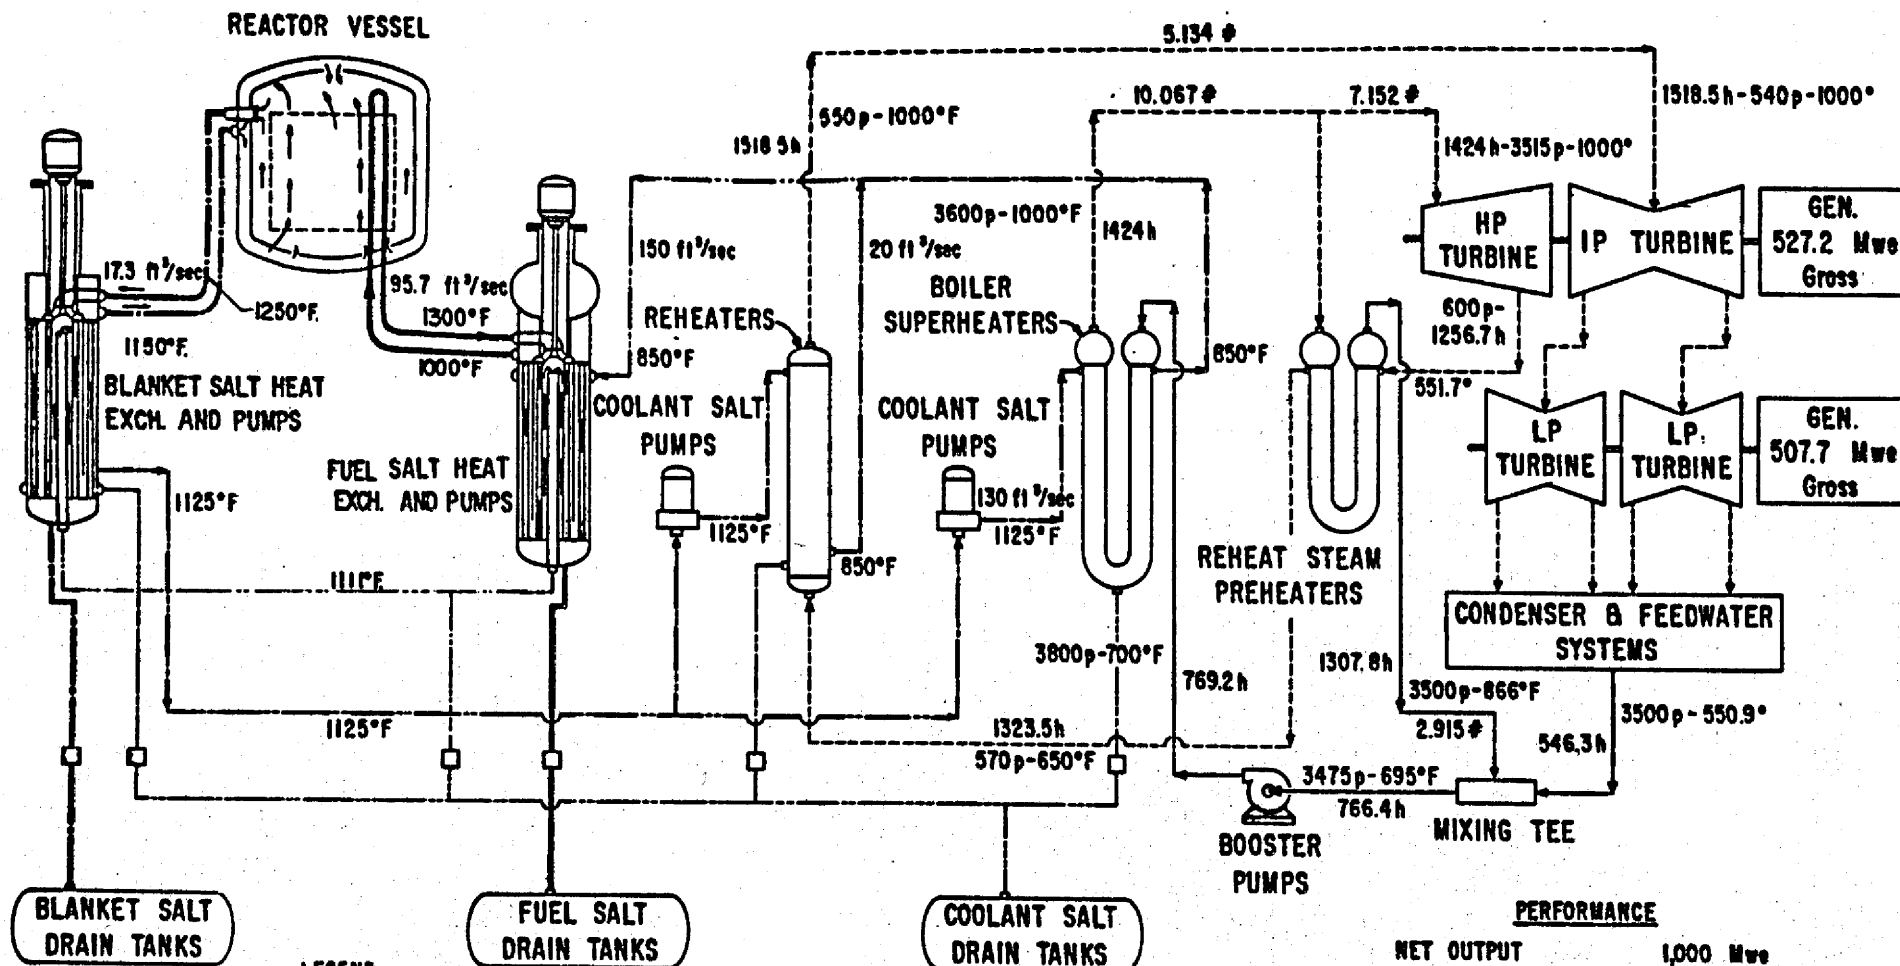 REACTOR VESSEL
5.134 #
10.067 #
7.152 #
1518.5h-540p-1000°
550p-1000°F
1518.5h
1424h-3515p-1000°
3600p-1000°F
1424h
150 ft³/sec
20 ft³/sec
HP
TURBINE
IP TURBINE
GEN.
527.2 Mwe
Gross
17.3 ft³/sec
1250°F.
95.7 ft³/sec
1300°F
1000°F
1150°F.
BLANKET SALT HEAT
EXCH. AND PUMPS
850°F
REHEATERS
BOILER
SUPERHEATERS
850°F
600p-
1256.7h
551.7°
COOLANT SALT
PUMPS
COOLANT SALT
PUMPS
LP
TURBINE
LP
TURBINE
GEN.
507.7 Mwe
Gross
FUEL SALT HEAT
EXCH. AND PUMPS
1125°F
1125°F
130 ft³/sec
1125°F
850°F
REHEAT STEAM
PREHEATERS
1111°F.
CONDENSER & FEEDWATER
SYSTEMS
3800p-700°F
769.2h
1307.8h
3500p-866°F
2.915#
3500p-550.9°
546.3h
1125°F
1323.5h
570p-650°F
3475p-695°F
766.4h
MIXING TEE
BOOSTER
PUMPS
BLANKET SALT
DRAIN TANKS
FUEL SALT
DRAIN TANKS
COOLANT SALT
DRAIN TANKS
LEGEND
PERFORMANCE
NET OUTPUT 1,000 Mwe